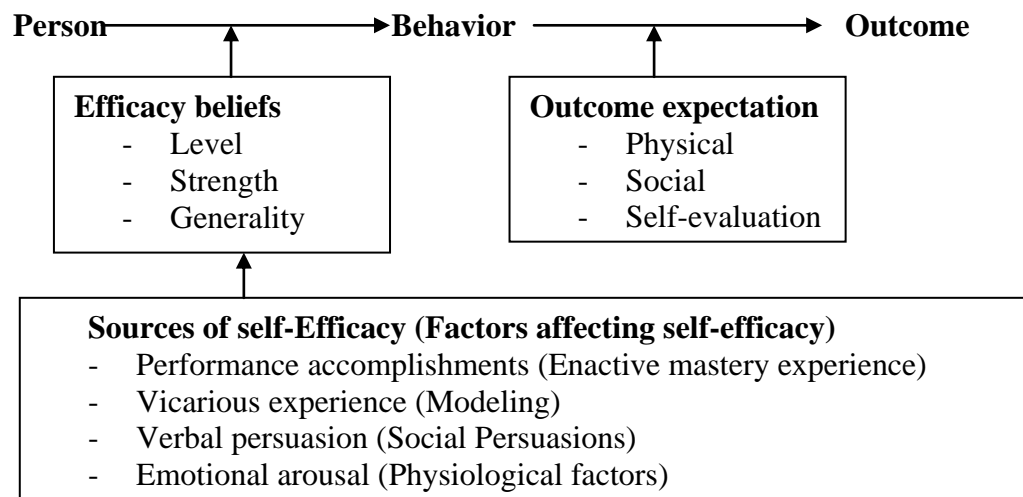 Person Behavior Outcome
Efficacy beliefs
- Level
- Strength
- Generality
Outcome expectation
- Physical
- Social
- Self-evaluation
Sources of self-Efficacy (Factors affecting self-efficacy)
- Performance accomplishments (Enactive mastery experience)
- Vicarious experience (Modeling)
- Verbal persuasion (Social Persuasions)
- Emotional arousal (Physiological factors)